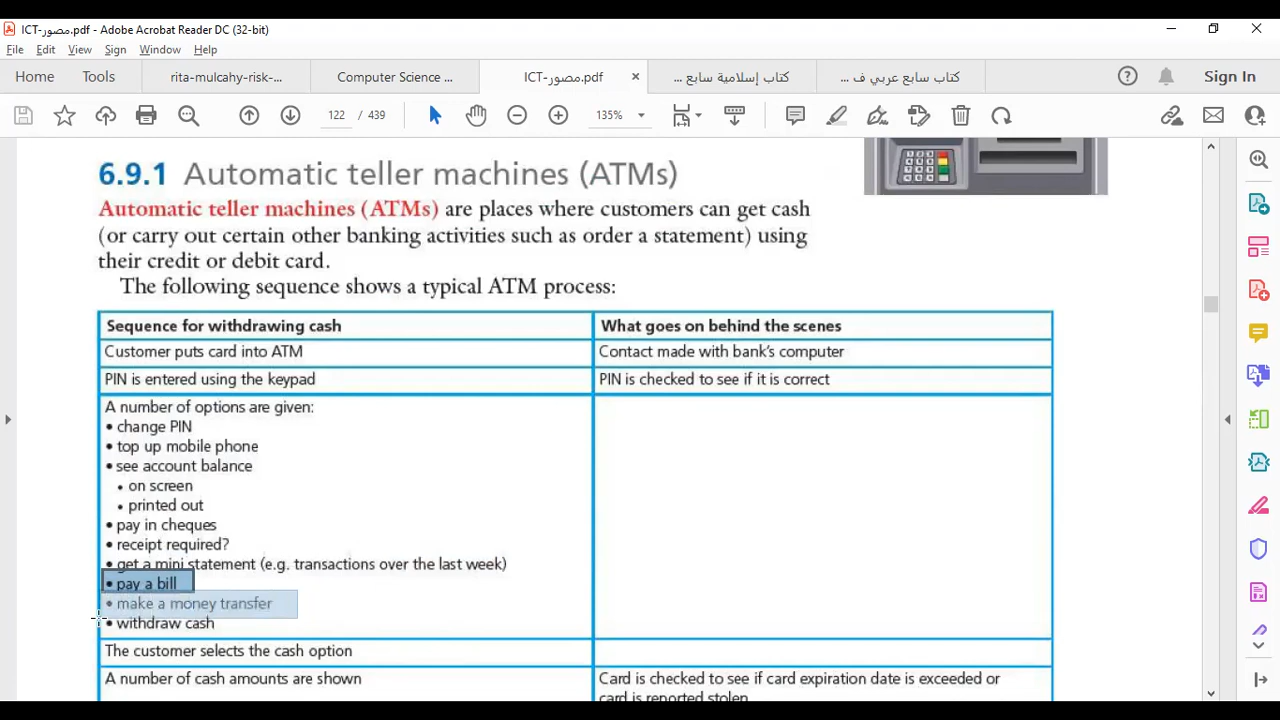 ICT-مصور.pdf - Adobe Acrobat Reader DC (32-bit)
File Edit View Sign Window Help
Home Tools rita-mulcahy-risk-... Computer Science ... ICT-مصور.pdf كتاب إسلامية سابع ... كتاب سابع عربي ف ... Sign In
122 / 439 135%
6.9.1 Automatic teller machines (ATMs)
Automatic teller machines (ATMs) are places where customers can get cash
(or carry out certain other banking activities such as order a statement) using
their credit or debit card.
The following sequence shows a typical ATM process:
Sequence for withdrawing cash What goes on behind the scenes
Customer puts card into ATM Contact made with bank's computer
PIN is entered using the keypad PIN is checked to see if it is correct
A number of options are given:
• change PIN
• top up mobile phone
• see account balance
• on screen
• printed out
• pay in cheques
• receipt required?
• get a mini statement (e.g. transactions over the last week)
• pay a bill
• make a money transfer
• withdraw cash
The customer selects the cash option
A number of cash amounts are shown Card is checked to see if card expiration date is exceeded or
card is reported stolen